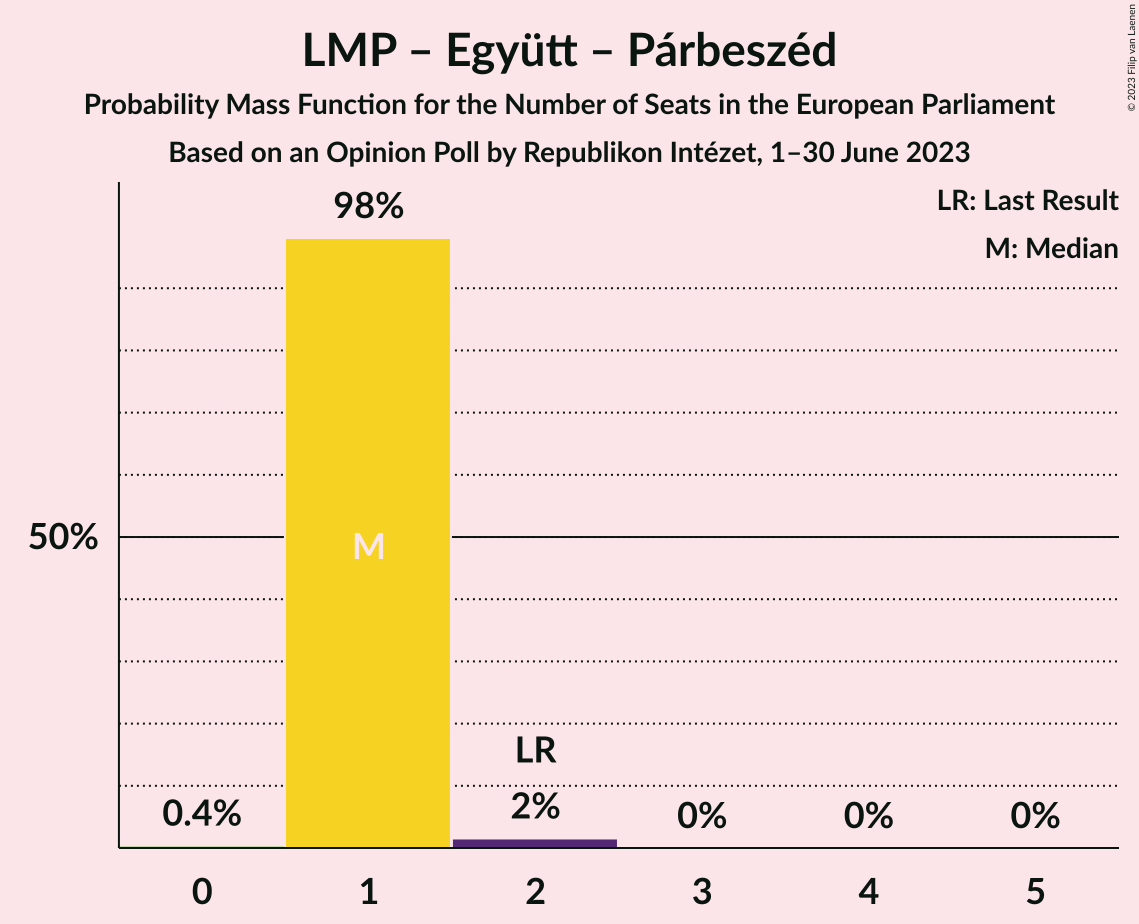 LMP – Együtt – Párbeszéd
Probability Mass Function for the Number of Seats in the European Parliament
Based on an Opinion Poll by Republikon Intézet, 1–30 June 2023
© 2023 Filip van Laenen
LR: Last Result
M: Median
98%
50%
M
LR
0.4%
2%
0%
0%
0%
0
1
2
3
4
5